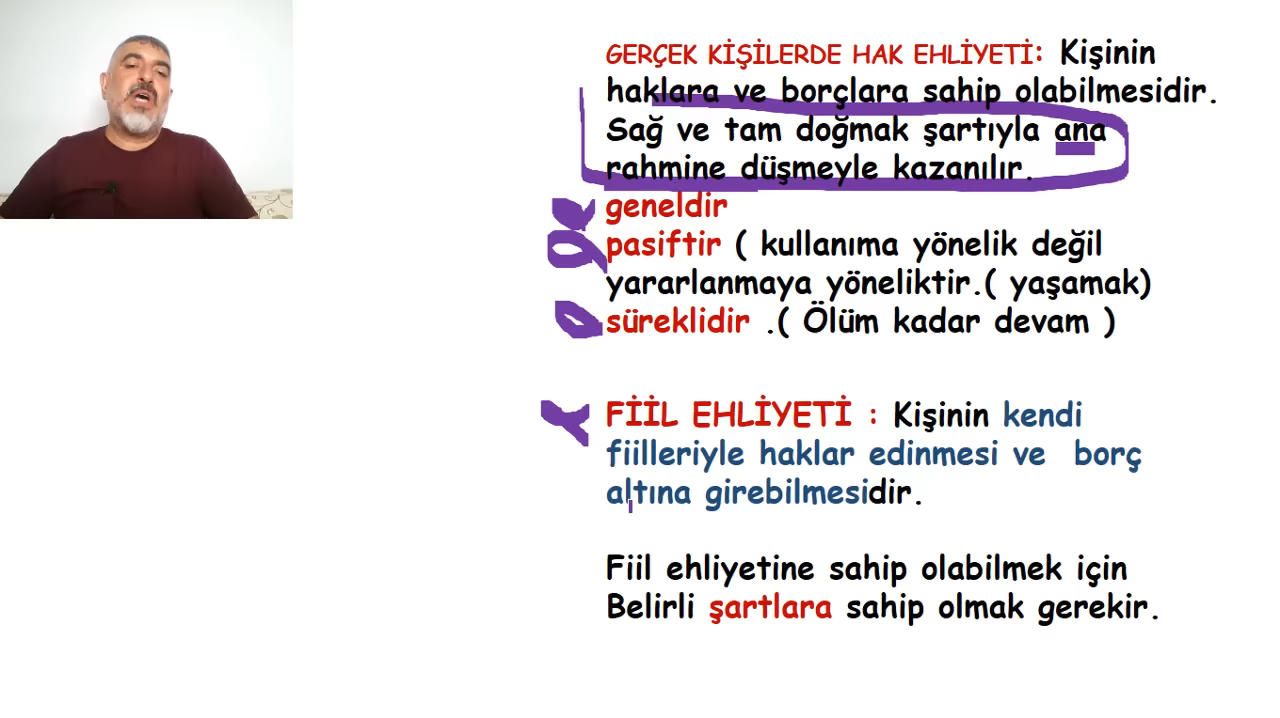 GERÇEK KİŞİLERDE HAK EHLİYETİ: Kişinin
haklara ve borçlara sahip olabilmesidir.
Sağ ve tam doğmak şartıyla ana
rahmine düşmeyle kazanılır.
geneldir
pasiftir ( kullanıma yönelik değil
yararlanmaya yöneliktir.( yaşamak)
süreklidir .( Ölüm kadar devam )
FİİL EHLİYETİ : Kişinin kendi
fiilleriyle haklar edinmesi ve borç
altına girebilmesidir.
Fiil ehliyetine sahip olabilmek için
Belirli şartlara sahip olmak gerekir.